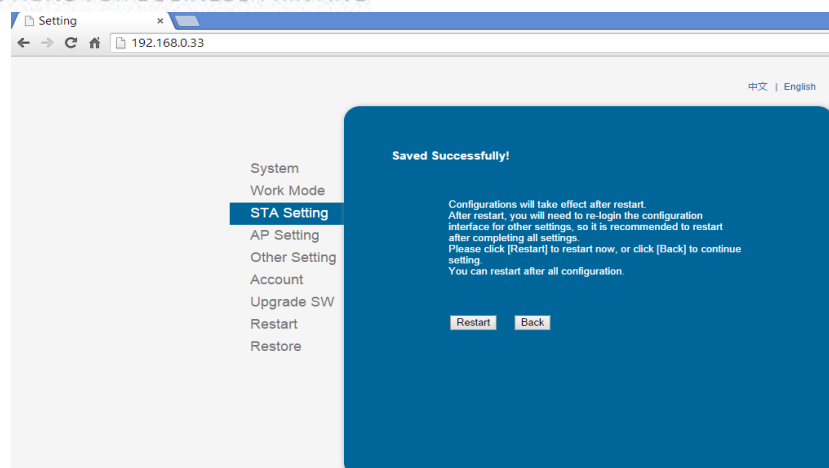 Setting
192.168.0.33
中文 | English
Saved Successfully!
System
Work Mode
STA Setting
AP Setting
Other Setting
Account
Upgrade SW
Restart
Restore
Configurations will take effect after restart.
After restart, you will need to re-login the configuration
interface for other settings, so it is recommended to restart
after completing all settings.
Please click [Restart] to restart now, or click [Back] to continue
setting.
You can restart after all configuration.
Restart Back